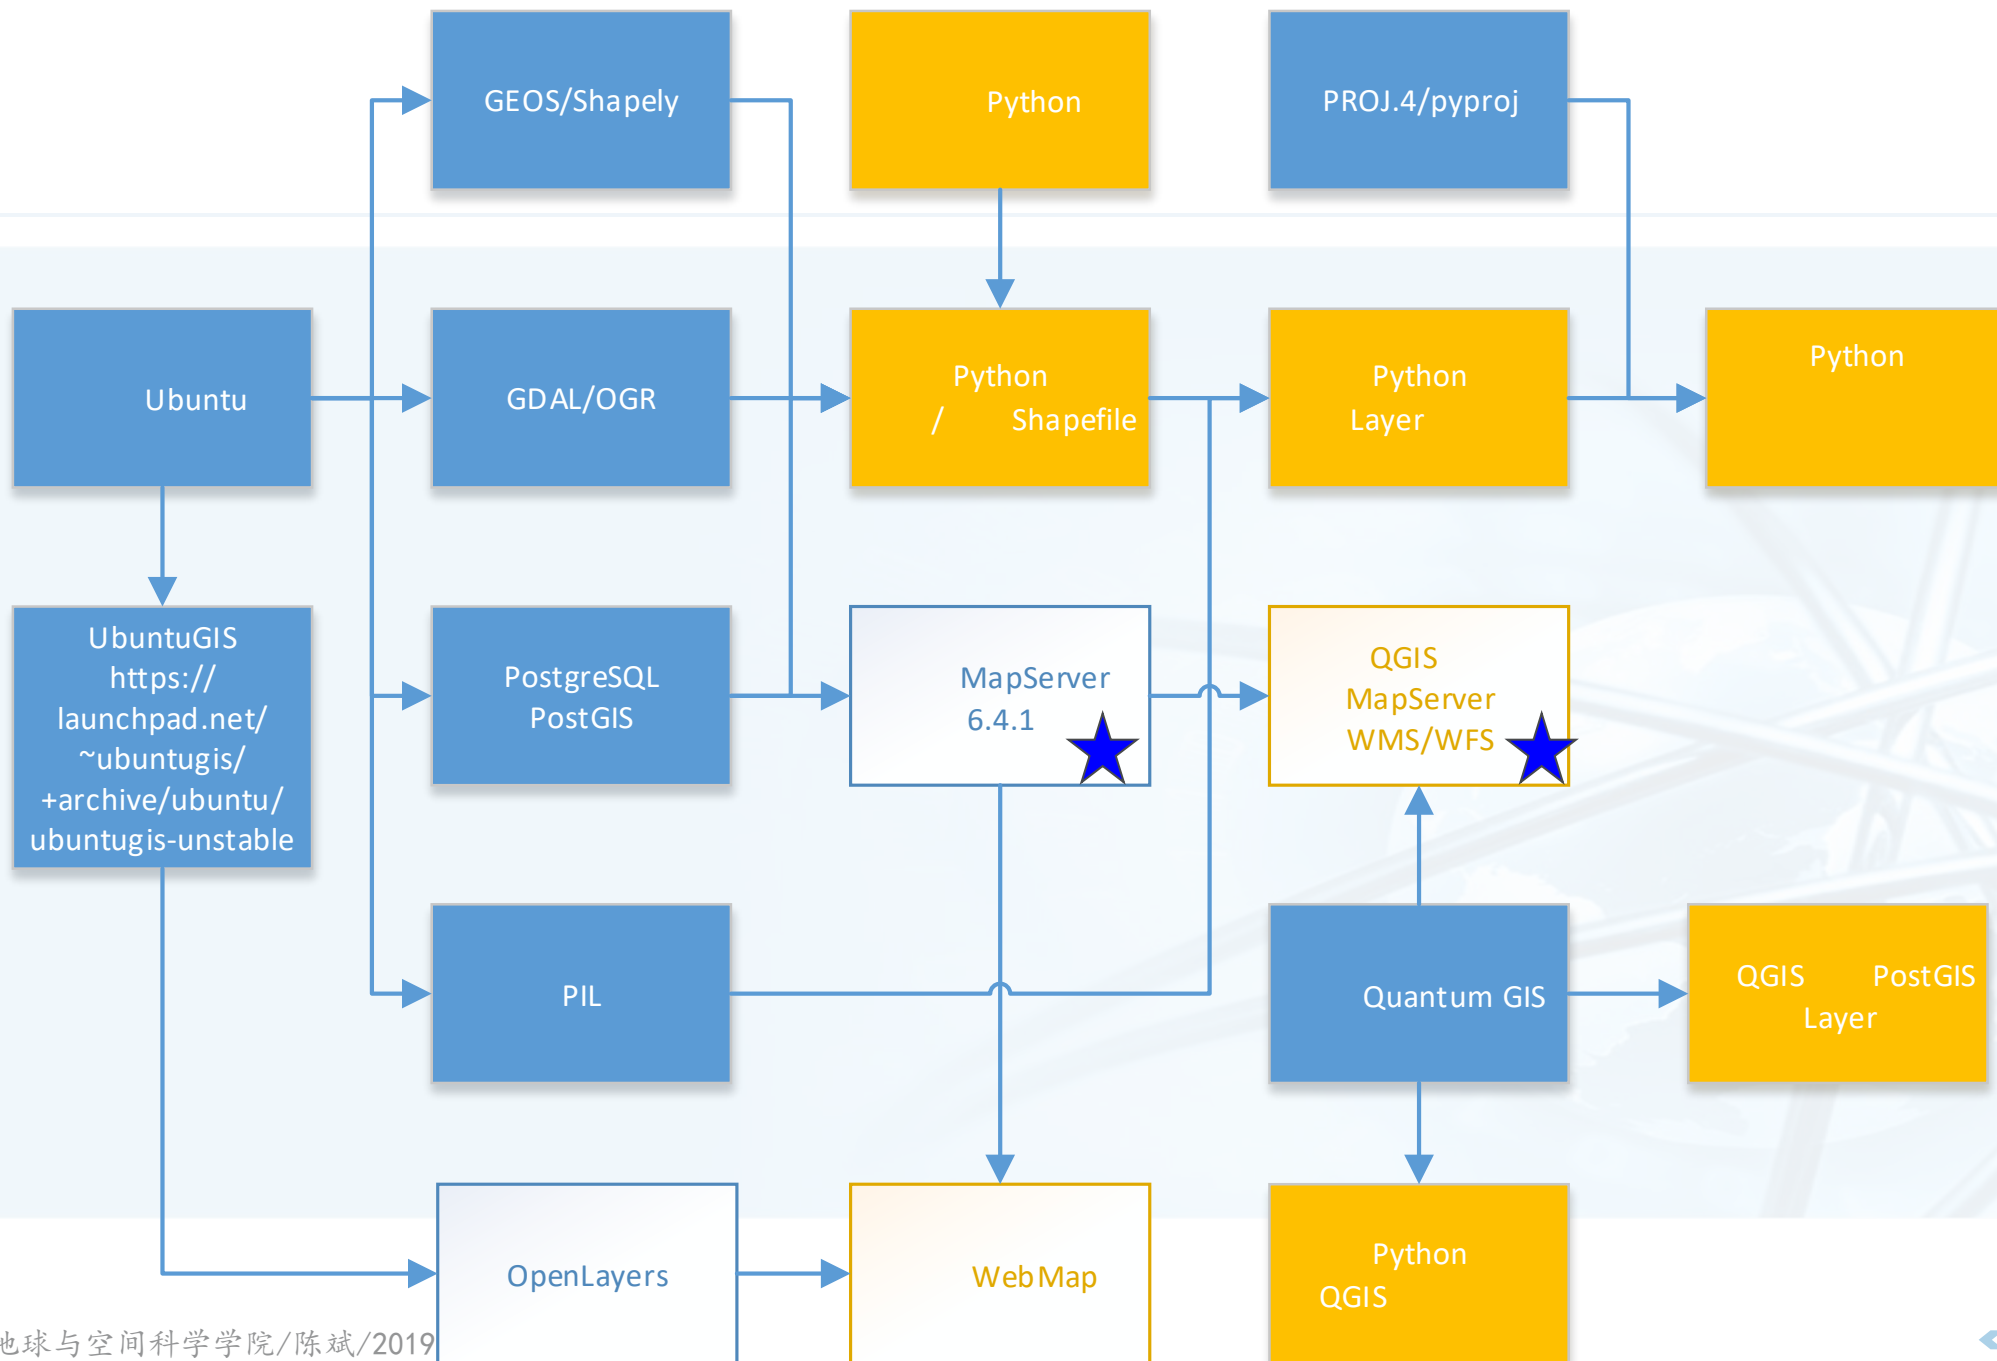 GEOS/Shapely
Python
PROJ.4/pyproj
Ubuntu
GDAL/OGR
Python
/ Shapefile
Python
Layer
Python
UbuntuGIS
https://
launchpad.net/
~ubuntugis/
+archive/ubuntu/
ubuntugis-unstable
PostgreSQL
PostGIS
MapServer
6.4.1
QGIS
MapServer
WMS/WFS
PIL
Quantum GIS
QGIS PostGIS
Layer
OpenLayers
WebMap
Python
QGIS
地球与空间科学学院/陈斌/2019